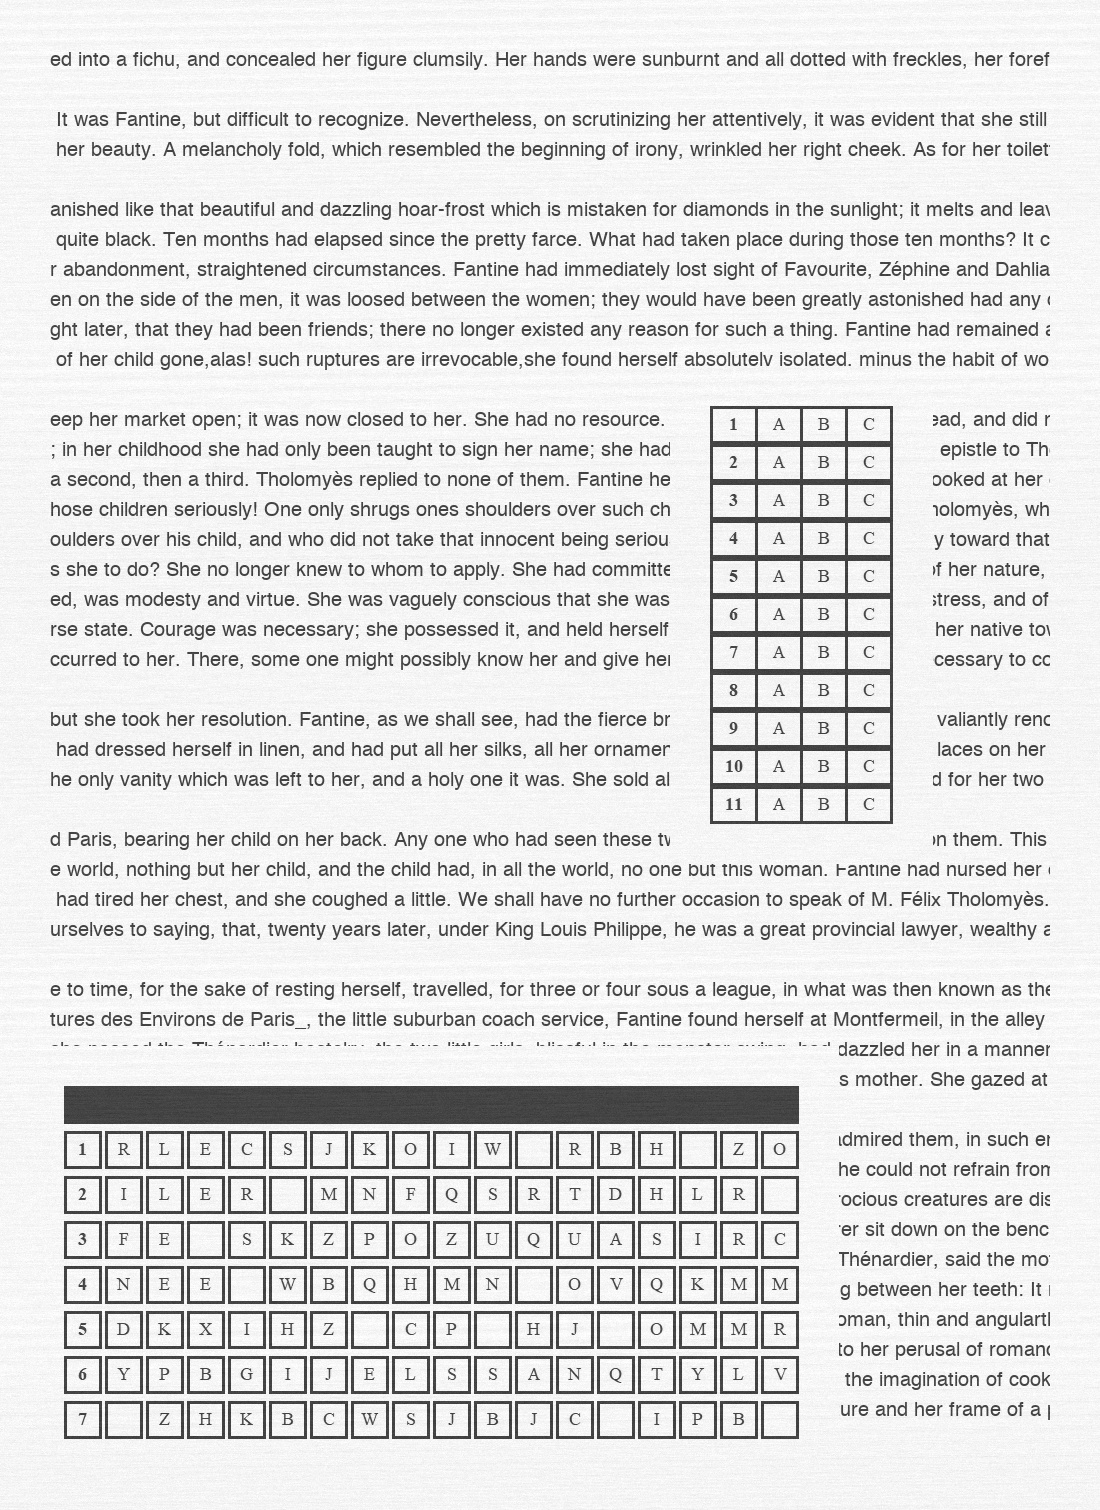 ed into a fichu, and concealed her figure clumsily. Her hands were sunburnt and all dotted with freckles, her foref
It was Fantine, but difficult to recognize. Nevertheless, on scrutinizing her attentively, it was evident that she still
her beauty. A melancholy fold, which resembled the beginning of irony, wrinkled her right cheek. As for her toilet
anished like that beautiful and dazzling hoar-frost which is mistaken for diamonds in the sunlight; it melts and leav
quite black. Ten months had elapsed since the pretty farce. What had taken place during those ten months? It c
r abandonment, straightened circumstances. Fantine had immediately lost sight of Favourite, Zéphine and Dahlia
en on the side of the men, it was loosed between the women; they would have been greatly astonished had any
ght later, that they had been friends; there no longer existed any reason for such a thing. Fantine had remained a
of her child gone,alas! such ruptures are irrevocable,she found herself absolutely isolated. minus the habit of wo
eep her market open; it was now closed to her. She had no resource. ead, and did r
; in her childhood she had only been taught to sign her name; she had epistle to Th
a second, then a third. Tholomyès replied to none of them. Fantine he ooked at her
hose children seriously! One only shrugs ones shoulders over such ch holomyès, wh
oulders over his child, and who did not take that innocent being seriou y toward that
s she to do? She no longer knew to whom to apply. She had committe of her nature,
ed, was modesty and virtue. She was vaguely conscious that she was stress, and of
rse state. Courage was necessary; she possessed it, and held herself her native tow
ccurred to her. There, some one might possibly know her and give her cessary to co
but she took her resolution. Fantine, as we shall see, had the fierce br valiantly reno
had dressed herself in linen, and had put all her silks, all her ornamen laces on her
he only vanity which was left to her, and a holy one it was. She sold al d for her two
1 A B C
2 A B C
3 A B C
4 A B C
5 A B C
6 A B C
7 A B C
8 A B C
9 A B C
10 A B C
11 A B C
d Paris, bearing her child on her back. Any one who had seen these tw on them. This
e world, nothing but her child, and the child had, in all the world, no one but this woman. Fantine had nursed her
had tired her chest, and she coughed a little. We shall have no further occasion to speak of M. Félix Tholomyès.
urselves to saying, that, twenty years later, under King Louis Philippe, he was a great provincial lawyer, wealthy a
e to time, for the sake of resting herself, travelled, for three or four sous a league, in what was then known as the
tures des Environs de Paris_, the little suburban coach service, Fantine found herself at Montfermeil, in the alley
she passed the Thénardier hostelry, the two little girls, blissful in the monster swing, had dazzled her in a manner
s mother. She gazed at
admired them, in such em
he could not refrain from
rocious creatures are dis
er sit down on the benc
Thénardier, said the mo
g between her teeth: It
oman, thin and angularth
to her perusal of romanc
the imagination of cook
ure and her frame of a p
1 R L E C S J K O I W R B H Z O
2 I L E R M N F Q S R T D H L R
3 F E S K Z P O Z U Q U A S I R C
4 N E E W B Q H M N O V Q K M M
5 D K X I H Z C P H J O M M R
6 Y P B G I J E L S S A N Q T Y L V
7 Z H K B C W S J B J C I P B